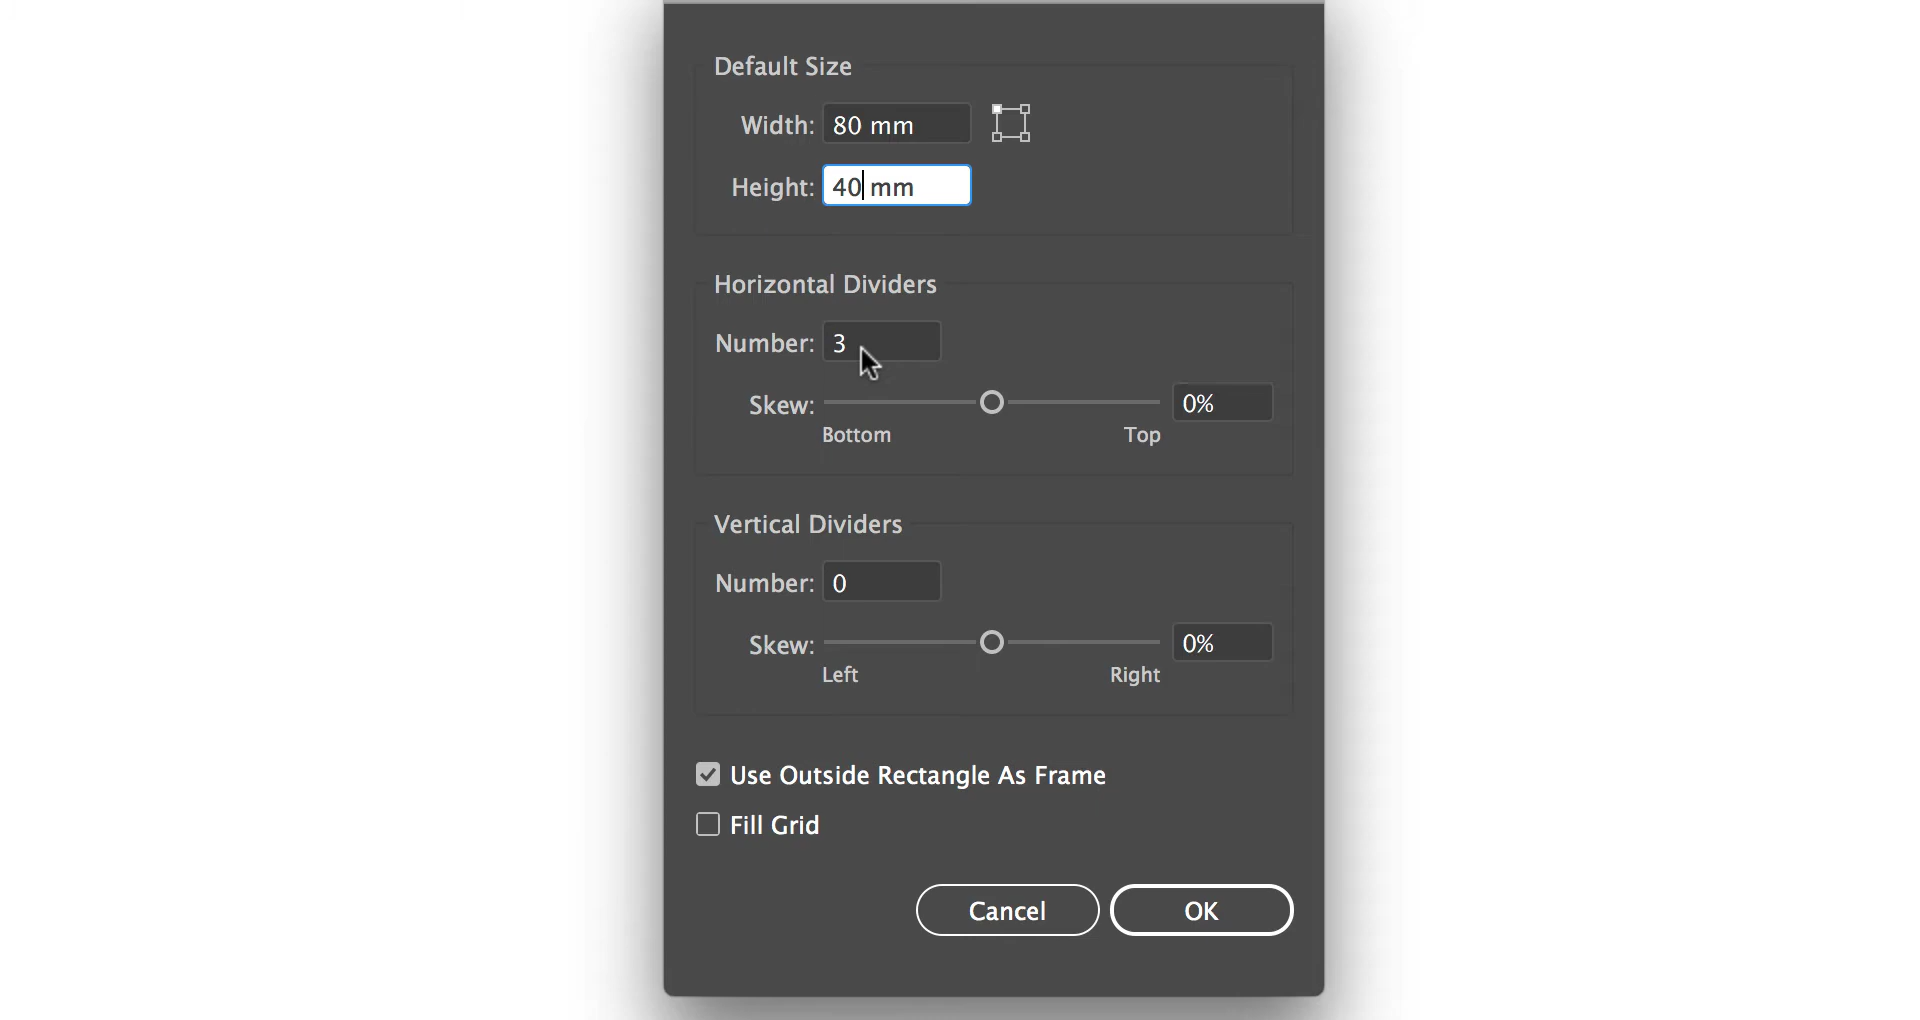 Default Size
Width: 80 mm
Height: 40 mm
Horizontal Dividers
Number: 3
Skew: 0%
Bottom Top
Vertical Dividers
Number: 0
Skew: 0%
Left Right
Use Outside Rectangle As Frame
Fill Grid
Cancel OK